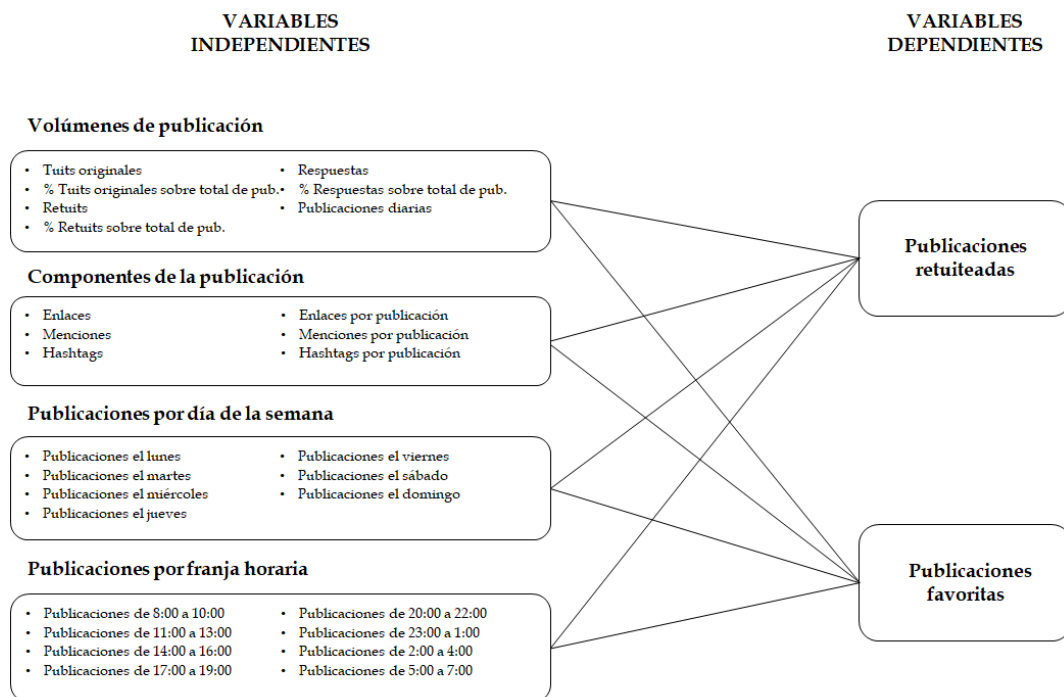 VARIABLES
INDEPENDIENTES
VARIABLES
DEPENDIENTES
Volúmenes de publicación
• Tuits originales
• % Tuits originales sobre total de pub.
• Retuits
• % Retuits sobre total de pub.
• Respuestas
• % Respuestas sobre total de pub.
• Publicaciones diarias
Componentes de la publicación
• Enlaces
• Menciones
• Hashtags
• Enlaces por publicación
• Menciones por publicación
• Hashtags por publicación
Publicaciones por día de la semana
• Publicaciones el lunes
• Publicaciones el martes
• Publicaciones el miércoles
• Publicaciones el jueves
• Publicaciones el viernes
• Publicaciones el sábado
• Publicaciones el domingo
Publicaciones por franja horaria
• Publicaciones de 8:00 a 10:00
• Publicaciones de 11:00 a 13:00
• Publicaciones de 14:00 a 16:00
• Publicaciones de 17:00 a 19:00
• Publicaciones de 20:00 a 22:00
• Publicaciones de 23:00 a 1:00
• Publicaciones de 2:00 a 4:00
• Publicaciones de 5:00 a 7:00
Publicaciones
retuiteadas
Publicaciones
favoritas